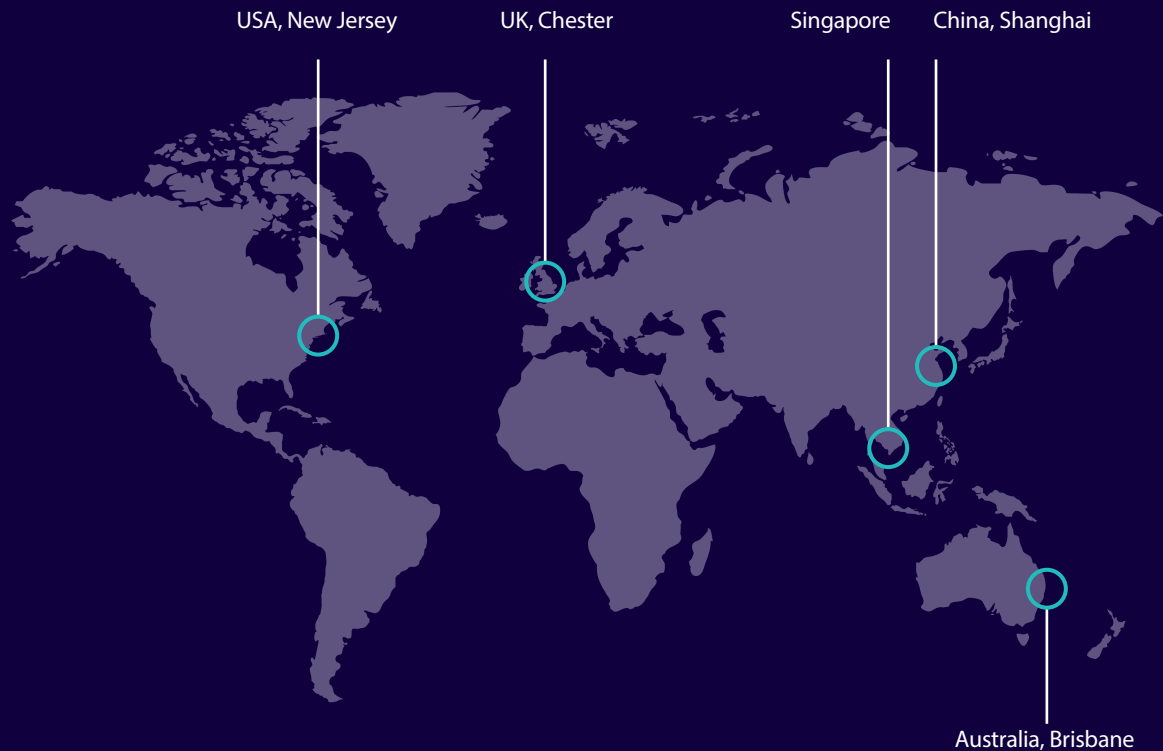 USA, New Jersey
UK, Chester
Singapore
China, Shanghai
Australia, Brisbane